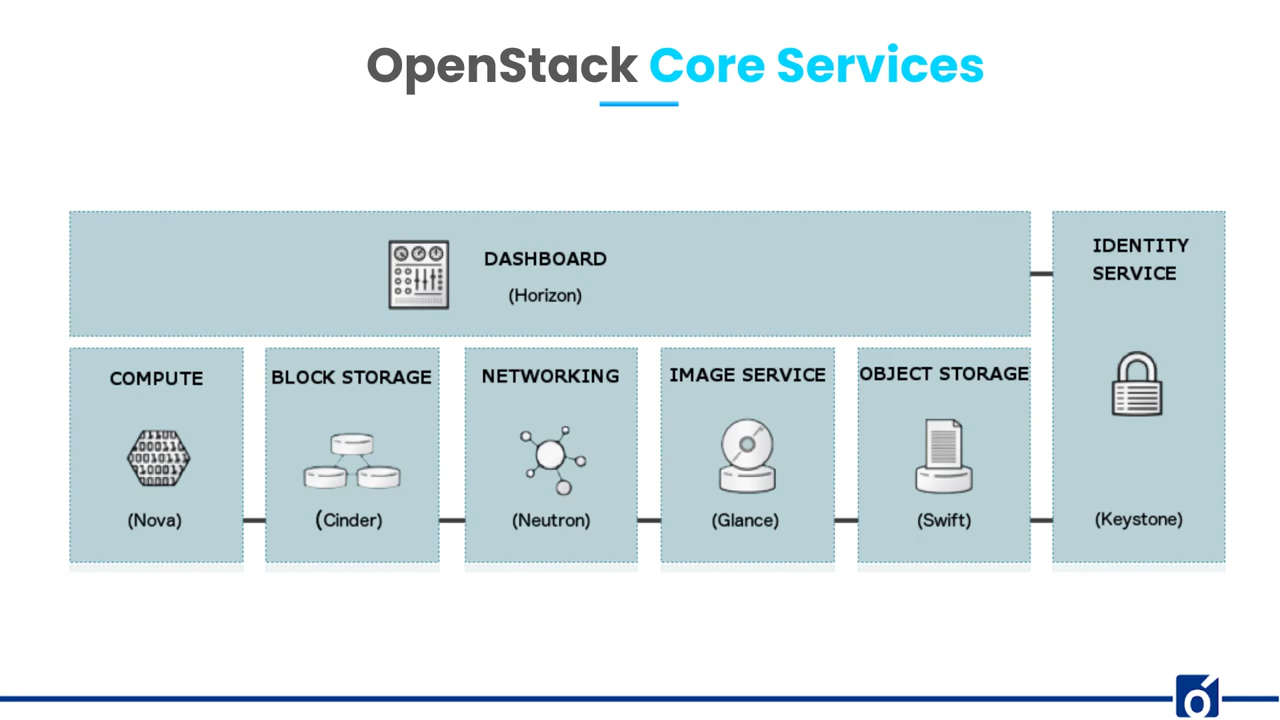 OpenStack Core Services
DASHBOARD
(Horizon)
IDENTITY
SERVICE
(Keystone)
COMPUTE
(Nova)
BLOCK STORAGE
(Cinder)
NETWORKING
(Neutron)
IMAGE SERVICE
(Glance)
OBJECT STORAGE
(Swift)